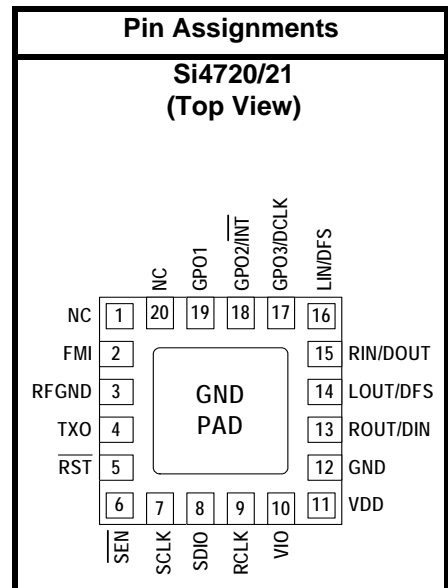 Pin Assignments
Si4720/21
(Top View)
NC
GPO1
GPO2/INT
GPO3/DCLK
LIN/DFS
NC 1 20 19 18 17 16
FMI 2 15 RIN/DOUT
RFGND 3 GND 14 LOUT/DFS
TXO 4 PAD 13 ROUT/DIN
RST 5 12 GND
6 7 8 9 10 11 VDD
SEN
SCLK
SDIO
RCLK
VIO